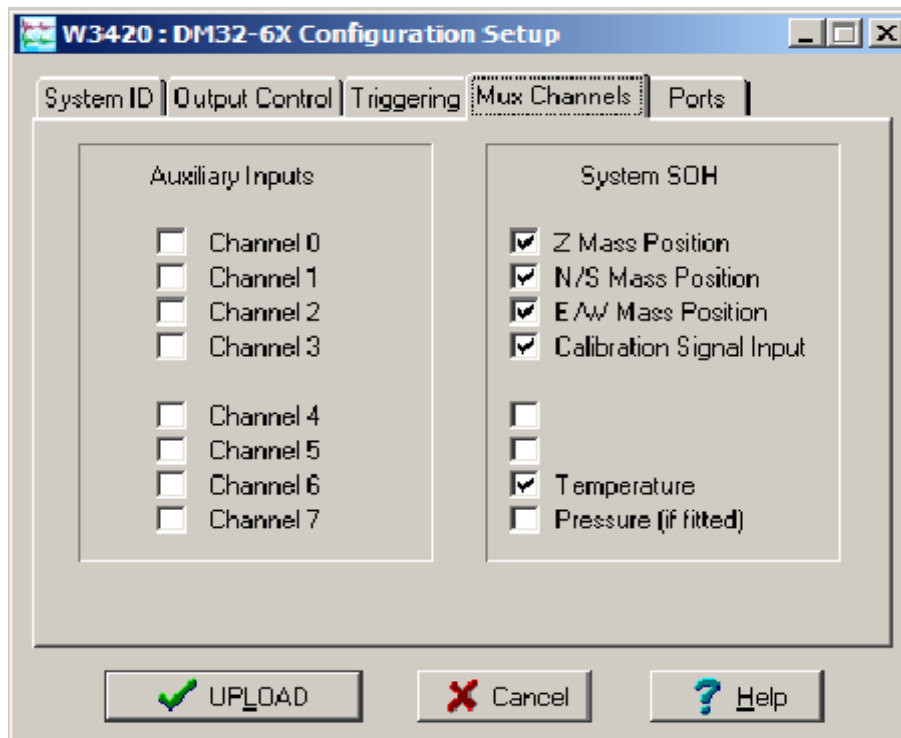 W3420 : DM32-6X Configuration Setup
System ID Output Control Triggering Mux Channels Ports
Auxiliary Inputs
Channel 0
Channel 1
Channel 2
Channel 3
Channel 4
Channel 5
Channel 6
Channel 7
System SOH
Z Mass Position
N/S Mass Position
E/W Mass Position
Calibration Signal Input
Temperature
Pressure (if fitted)
UPLOAD Cancel Help